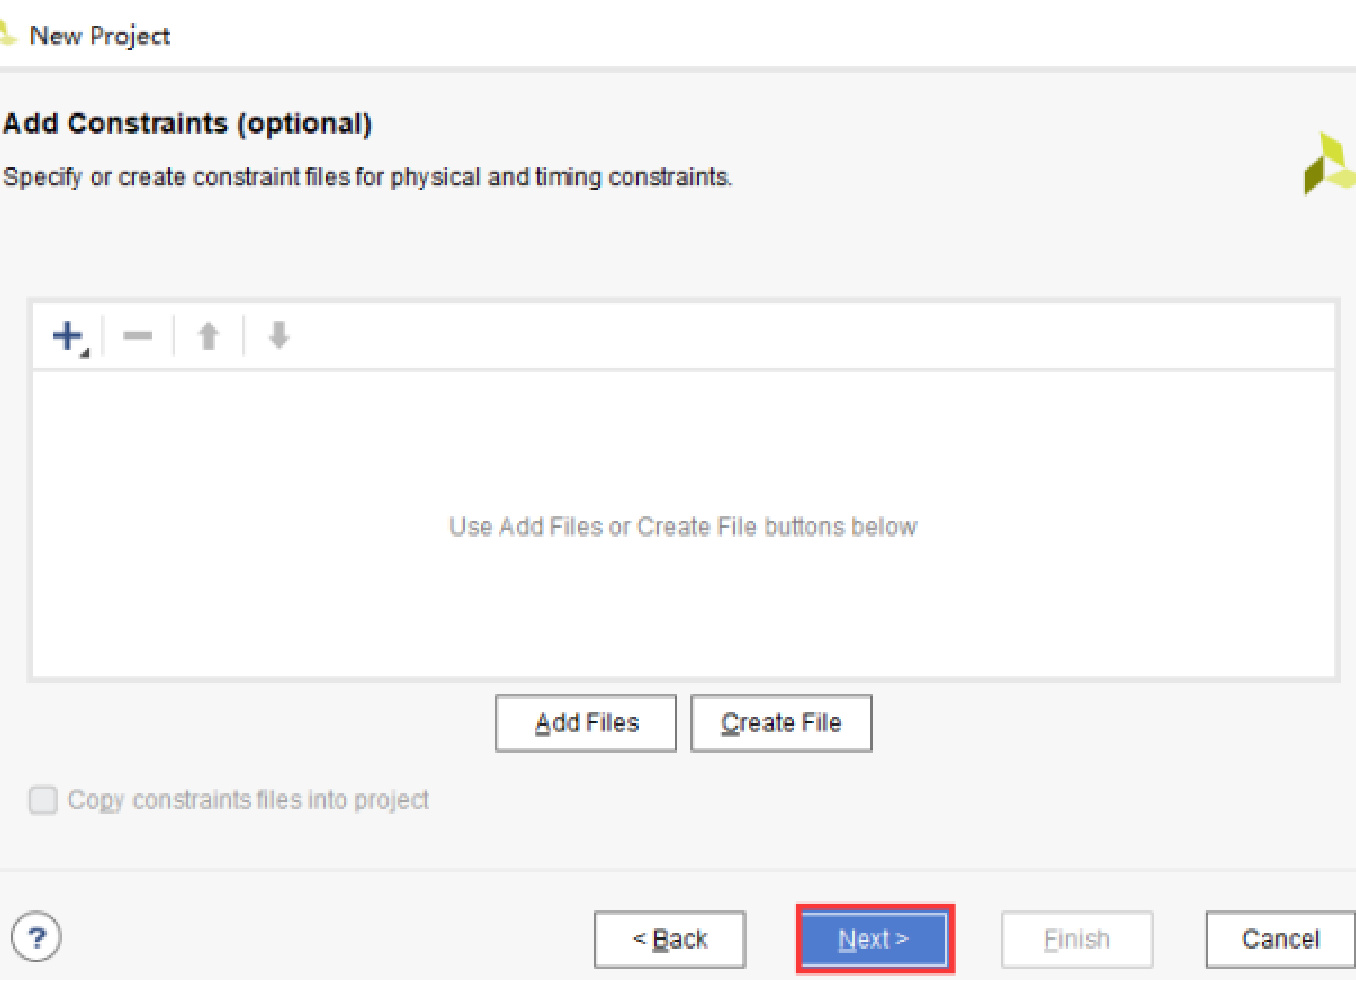 New Project
Add Constraints (optional)
Specify or create constraint files for physical and timing constraints.
Use Add Files or Create File buttons below
Add Files
Create File
Copy constraints files into project
?
< Back
Next >
Finish
Cancel